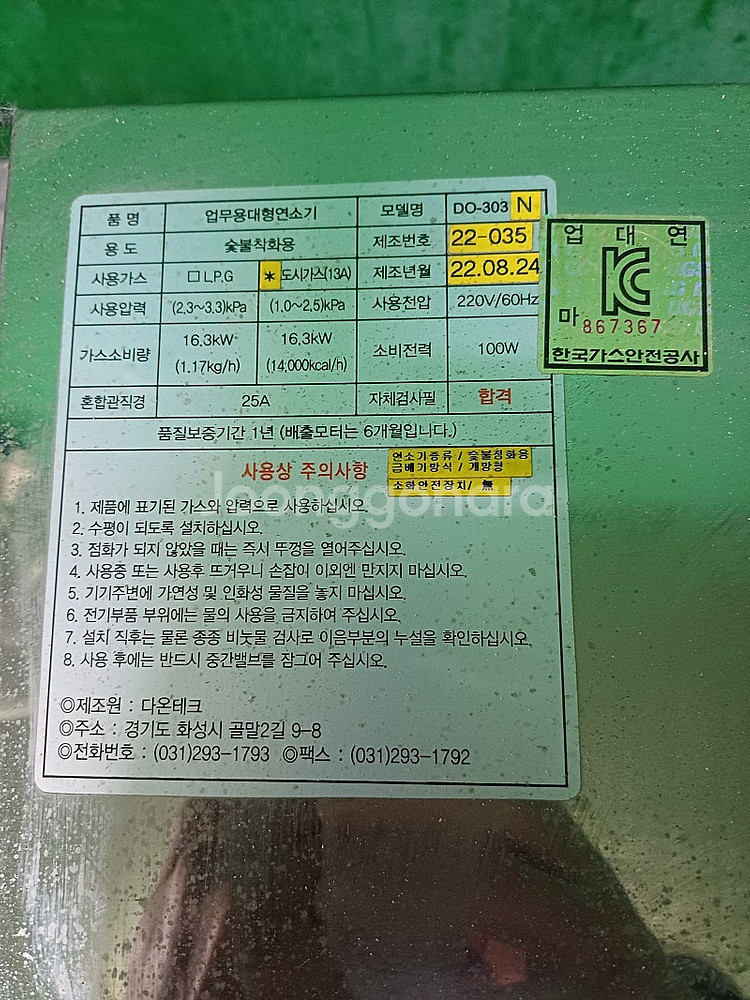 품 명 업무용대형연소기 모델명 DO-303 N
용 도 숯불착화용 제조번호 22-035
사용가스 □ L.P.G * 도시가스(13A) 제조년월 22.08.24
사용압력 (2.3~3.3)kPa (1.0~2.5)kPa 사용전압 220V/60Hz
가스소비량 16.3kW (1.17kg/h) 16.3kW (14,000kcal/h) 소비전력 100W
혼합관직경 25A 자체검사필 합격
품질보증기간 1년 (배출모터는 6개월입니다.)
사용상 주의사항
연소기종류 / 숯불착화용
급배기방식 / 개방형
소화안전장치/ 無
1. 제품에 표기된 가스와 압력으로 사용하십시오.
2. 수평이 되도록 설치하십시오.
3. 점화가 되지 않았을 때는 즉시 뚜껑을 열어주십시오.
4. 사용중 또는 사용후 뜨거우니 손잡이 이외엔 만지지 마십시오.
5. 기기주변에 가연성 및 인화성 물질을 놓지 마십시오.
6. 전기부품 부위에는 물의 사용을 금지하여 주십시오.
7. 설치 직후는 물론 종종 비눗물 검사로 이음부분의 누설을 확인하십시오.
8. 사용 후에는 반드시 중간밸브를 잠그어 주십시오.
◎제조원 : 다온테크
◎주소 : 경기도 화성시 골말2길 9-8
◎전화번호 : (031)293-1793 ◎팩스 : (031)293-1792
업 대 연
KC
마 867367
한국가스안전공사
joonggonara